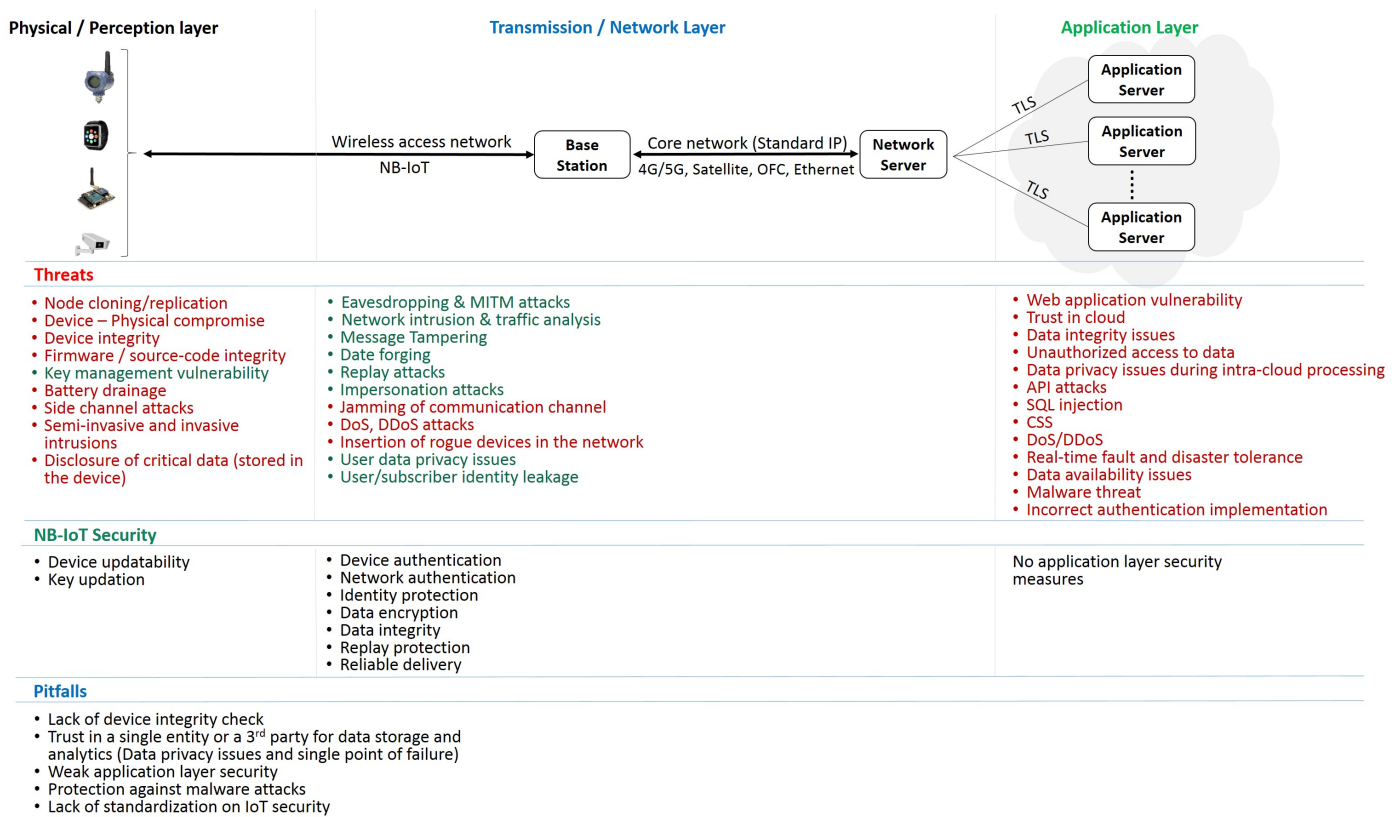 Physical / Perception layer
Transmission / Network Layer
Application Layer
Wireless access network
NB-IoT
Base
Station
Core network (Standard IP)
4G/5G, Satellite, OFC, Ethernet
Network
Server
TLS
TLS
TLS
Application
Server
Application
Server
Application
Server
Threats
• Node cloning/replication
• Device – Physical compromise
• Device integrity
• Firmware / source-code integrity
• Key management vulnerability
• Battery drainage
• Side channel attacks
• Semi-invasive and invasive
intrusions
• Disclosure of critical data (stored in
the device)
• Eavesdropping & MITM attacks
• Network intrusion & traffic analysis
• Message Tampering
• Date forging
• Replay attacks
• Impersonation attacks
• Jamming of communication channel
• DoS, DDoS attacks
• Insertion of rogue devices in the network
• User data privacy issues
• User/subscriber identity leakage
• Web application vulnerability
• Trust in cloud
• Data integrity issues
• Unauthorized access to data
• Data privacy issues during intra-cloud processing
• API attacks
• SQL injection
• CSS
• DoS/DDoS
• Real-time fault and disaster tolerance
• Data availability issues
• Malware threat
• Incorrect authentication implementation
NB-IoT Security
• Device updatability
• Key updation
• Device authentication
• Network authentication
• Identity protection
• Data encryption
• Data integrity
• Replay protection
• Reliable delivery
No application layer security
measures
Pitfalls
• Lack of device integrity check
• Trust in a single entity or a 3rd party for data storage and
analytics (Data privacy issues and single point of failure)
• Weak application layer security
• Protection against malware attacks
• Lack of standardization on IoT security